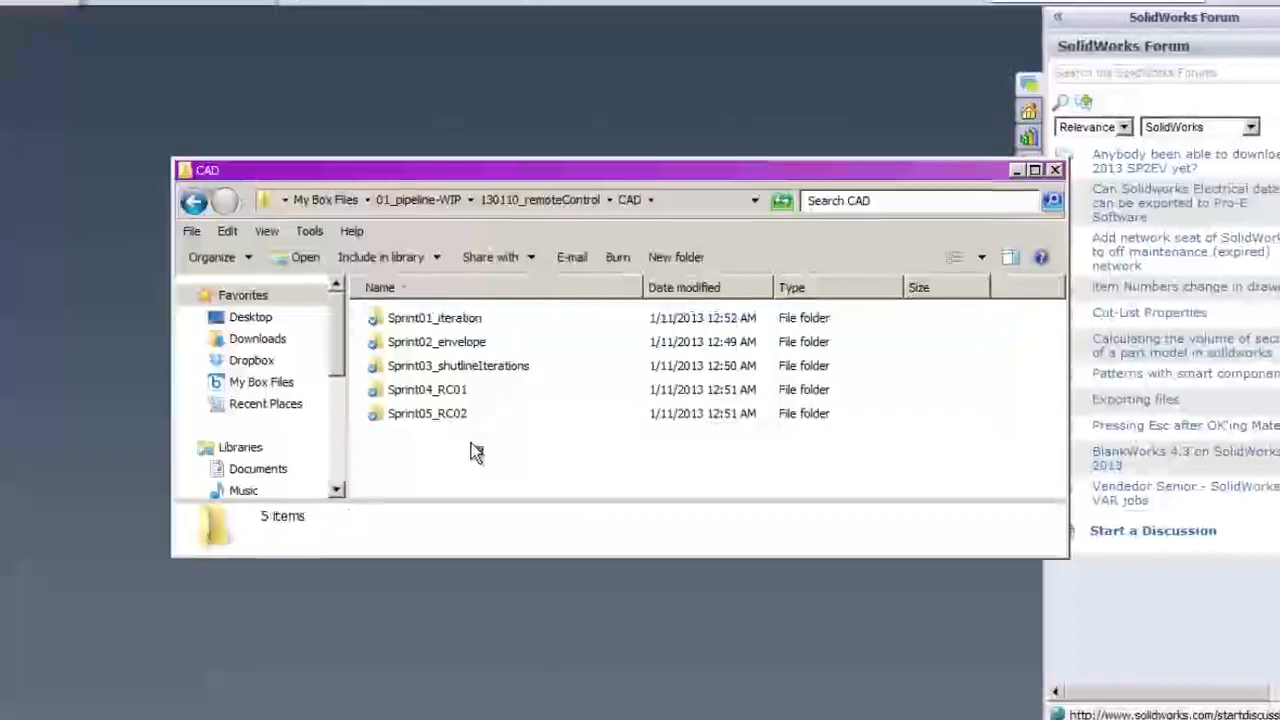 SolidWorks Forum
SolidWorks Forum
Search the SolidWorks Forums
Relevance
SolidWorks
Anybody been able to downlo
2013 SP2EV yet?
Can Solidworks Electrical data
can be exported to Pro-E
Software
Add network seat of SolidWor
to off maintenance (expired)
network
Item Numbers change in draw
Cut-List Properties
Calculating the volume of sec
of a part model in solidworks
Patterns with smart compone
Exporting files
Pressing Esc after OK'ing Mate
BlankWorks 4.3 on SolidWorks
2013
Vendedor Senior - SolidWorks
VAR jobs
Start a Discussion
http://www.solidworks.com/startdiscuss
CAD
My Box Files
01_pipeline-WIP
130110_remoteControl
CAD
Search CAD
File Edit View Tools Help
Organize Open Include in library Share with E-mail Burn New folder
Name Date modified Type Size
Favorites
Desktop
Downloads
Dropbox
My Box Files
Recent Places
Libraries
Documents
Music
Sprint01_iteration 1/11/2013 12:52 AM File folder
Sprint02_envelope 1/11/2013 12:49 AM File folder
Sprint03_shutlineIterations 1/11/2013 12:50 AM File folder
Sprint04_RC01 1/11/2013 12:51 AM File folder
Sprint05_RC02 1/11/2013 12:51 AM File folder
5 items